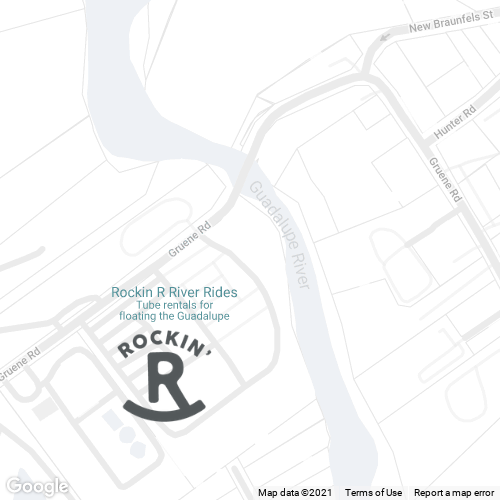 New Braunfels St
Hunter Rd
Gruene Rd
Guadalupe River
Gruene Rd
Rockin R River Rides
Tube rentals for
floating the Guadalupe
ROCKIN'
R
Gruene Rd
Google
Map data ©2021 Terms of Use Report a map error